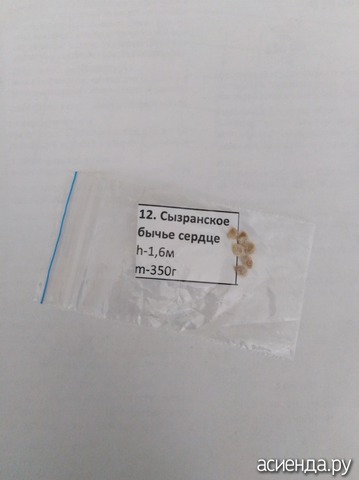 12. Сызранское
бычье сердце
h-1,6м
m-350г
асиенда.ру